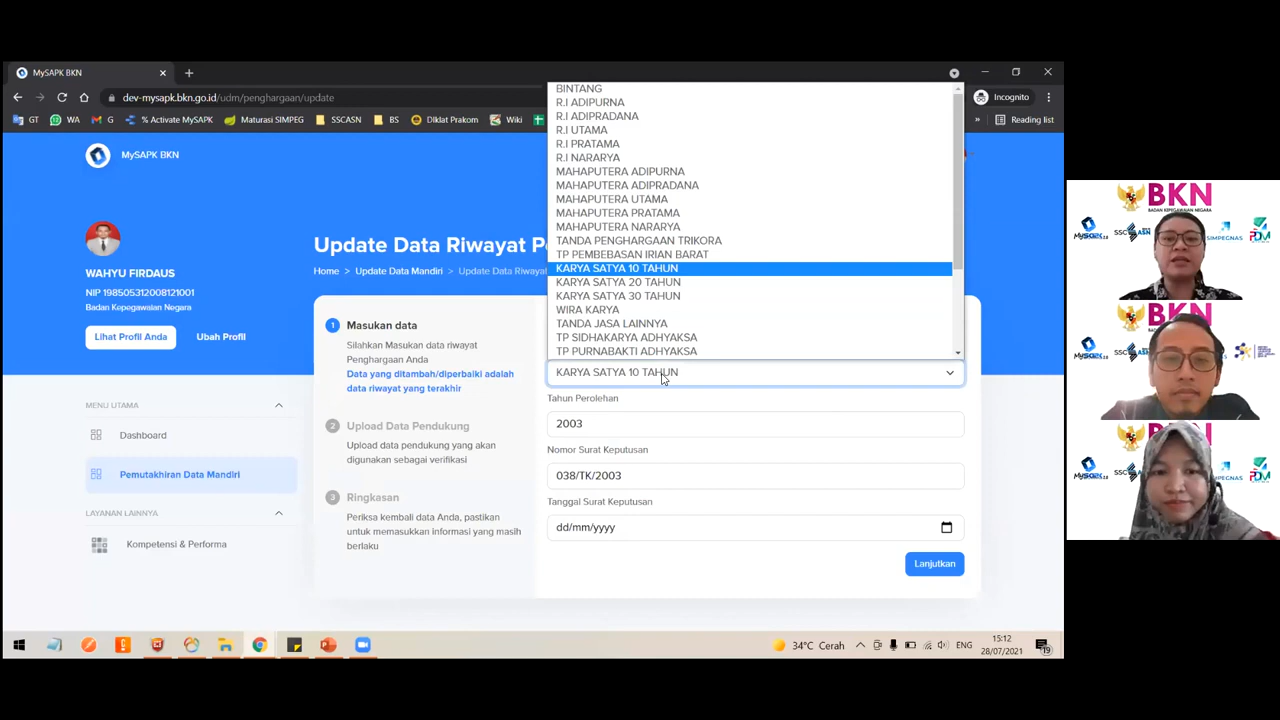 MySAPK BKN
dev-mysapk.bkn.go.id/udm/penghargaan/update
Incognito
GT
WA
G
% Activate MySAPK
Maturasi SIMPEG
SSCASN
BS
DIklat Prakom
Wiki
»
Reading list
MySAPK BKN
WAHYU FIRDAUS
NIP 198505312008121001
Badan Kepegawaian Negara
Lihat Profil Anda
Ubah Profil
MENU UTAMA
Dashboard
Pemutakhiran Data Mandiri
LAYANAN LAINNYA
Kompetensi & Performa
Update Data Riwayat
Home > Update Data Mandiri > Update Data Riwayat
1 Masukan data
Silahkan Masukan data riwayat
Penghargaan Anda
Data yang ditambah/diperbaiki adalah
data riwayat yang terakhir
2 Upload Data Pendukung
Upload data pendukung yang akan
digunakan sebagai verifikasi
3 Ringkasan
Periksa kembali data Anda, pastikan
untuk memasukkan informasi yang masih
berlaku
BINTANG
R.I ADIPURNA
R.I ADIPRADANA
R.I UTAMA
R.I PRATAMA
R.I NARARYA
MAHAPUTERA ADIPURNA
MAHAPUTERA ADIPRADANA
MAHAPUTERA UTAMA
MAHAPUTERA PRATAMA
MAHAPUTERA NARARYA
TANDA PENGHARGAAN TRIKORA
TP PEMBEBASAN IRIAN BARAT
KARYA SATYA 10 TAHUN
KARYA SATYA 20 TAHUN
KARYA SATYA 30 TAHUN
WIRA KARYA
TANDA JASA LAINNYA
TP SIDHAKARYA ADHYAKSA
TP PURNABAKTI ADHYAKSA
KARYA SATYA 10 TAHUN
Tahun Perolehan
2003
Nomor Surat Keputusan
038/TK/2003
Tanggal Surat Keputusan
dd/mm/yyyy
Lanjutkan
34°C Cerah
ENG
15:12
28/07/2021
19
BKN
BADAN KEPEGAWAIAN NEGARA
SIMPEGNAS
BKN
BKN
SIMPEGNAS